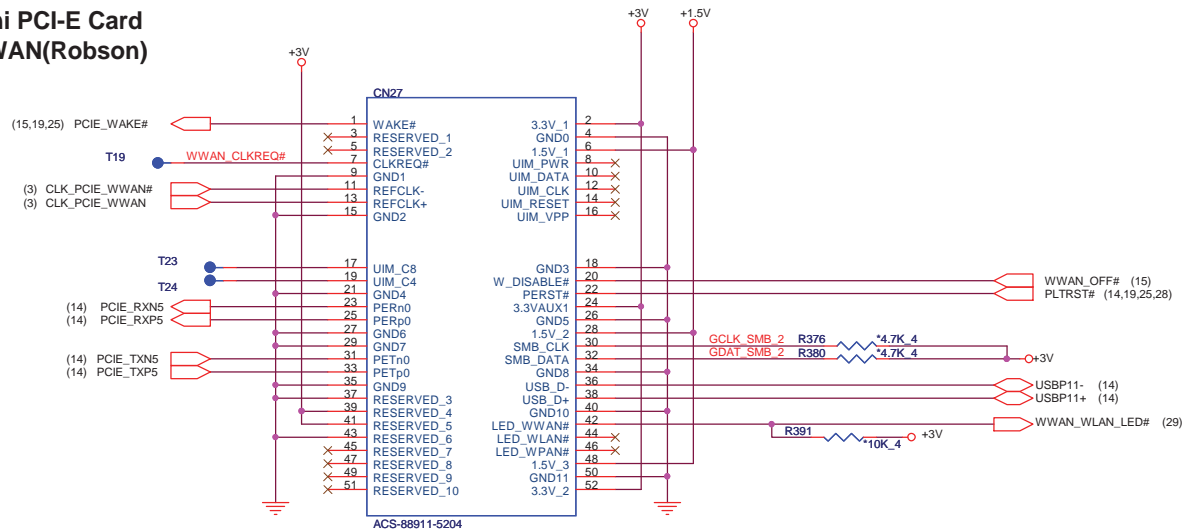 ni PCI-E Card
WAN(Robson)
+3V
+3V
+1.5V
CN27
(15,19,25) PCIE_WAKE# 1 WAKE# 3.3V_1 2
3 RESERVED_1 GND0 4
5 RESERVED_2 1.5V_1 6
T19 WWAN_CLKREQ# 7 CLKREQ# UIM_PWR 8
9 GND1 UIM_DATA 10
(3) CLK_PCIE_WWAN# 11 REFCLK- UIM_CLK 12
(3) CLK_PCIE_WWAN 13 REFCLK+ UIM_RESET 14
15 GND2 UIM_VPP 16
T23 17 UIM_C8 GND3 18
T24 19 UIM_C4 W_DISABLE# 20 WWAN_OFF# (15)
21 GND4 PERST# 22 PLTRST# (14,19,25,28)
(14) PCIE_RXN5 23 PERn0 3.3VAUX1 24
(14) PCIE_RXP5 25 PERp0 GND5 26
27 GND6 1.5V_2 28
29 GND7 SMB_CLK 30 GCLK_SMB_2 R376 *4.7K_4
(14) PCIE_TXN5 31 PETn0 SMB_DATA 32 GDAT_SMB_2 R380 *4.7K_4 +3V
(14) PCIE_TXP5 33 PETp0 GND8 34
35 GND9 USB_D- 36 USBP11- (14)
37 RESERVED_3 USB_D+ 38 USBP11+ (14)
39 RESERVED_4 GND10 40
41 RESERVED_5 LED_WWAN# 42 WWAN_WLAN_LED# (29)
43 RESERVED_6 LED_WLAN# 44 R391 *10K_4 +3V
45 RESERVED_7 LED_WPAN# 46
47 RESERVED_8 1.5V_3 48
49 RESERVED_9 GND11 50
51 RESERVED_10 3.3V_2 52
ACS-88911-5204